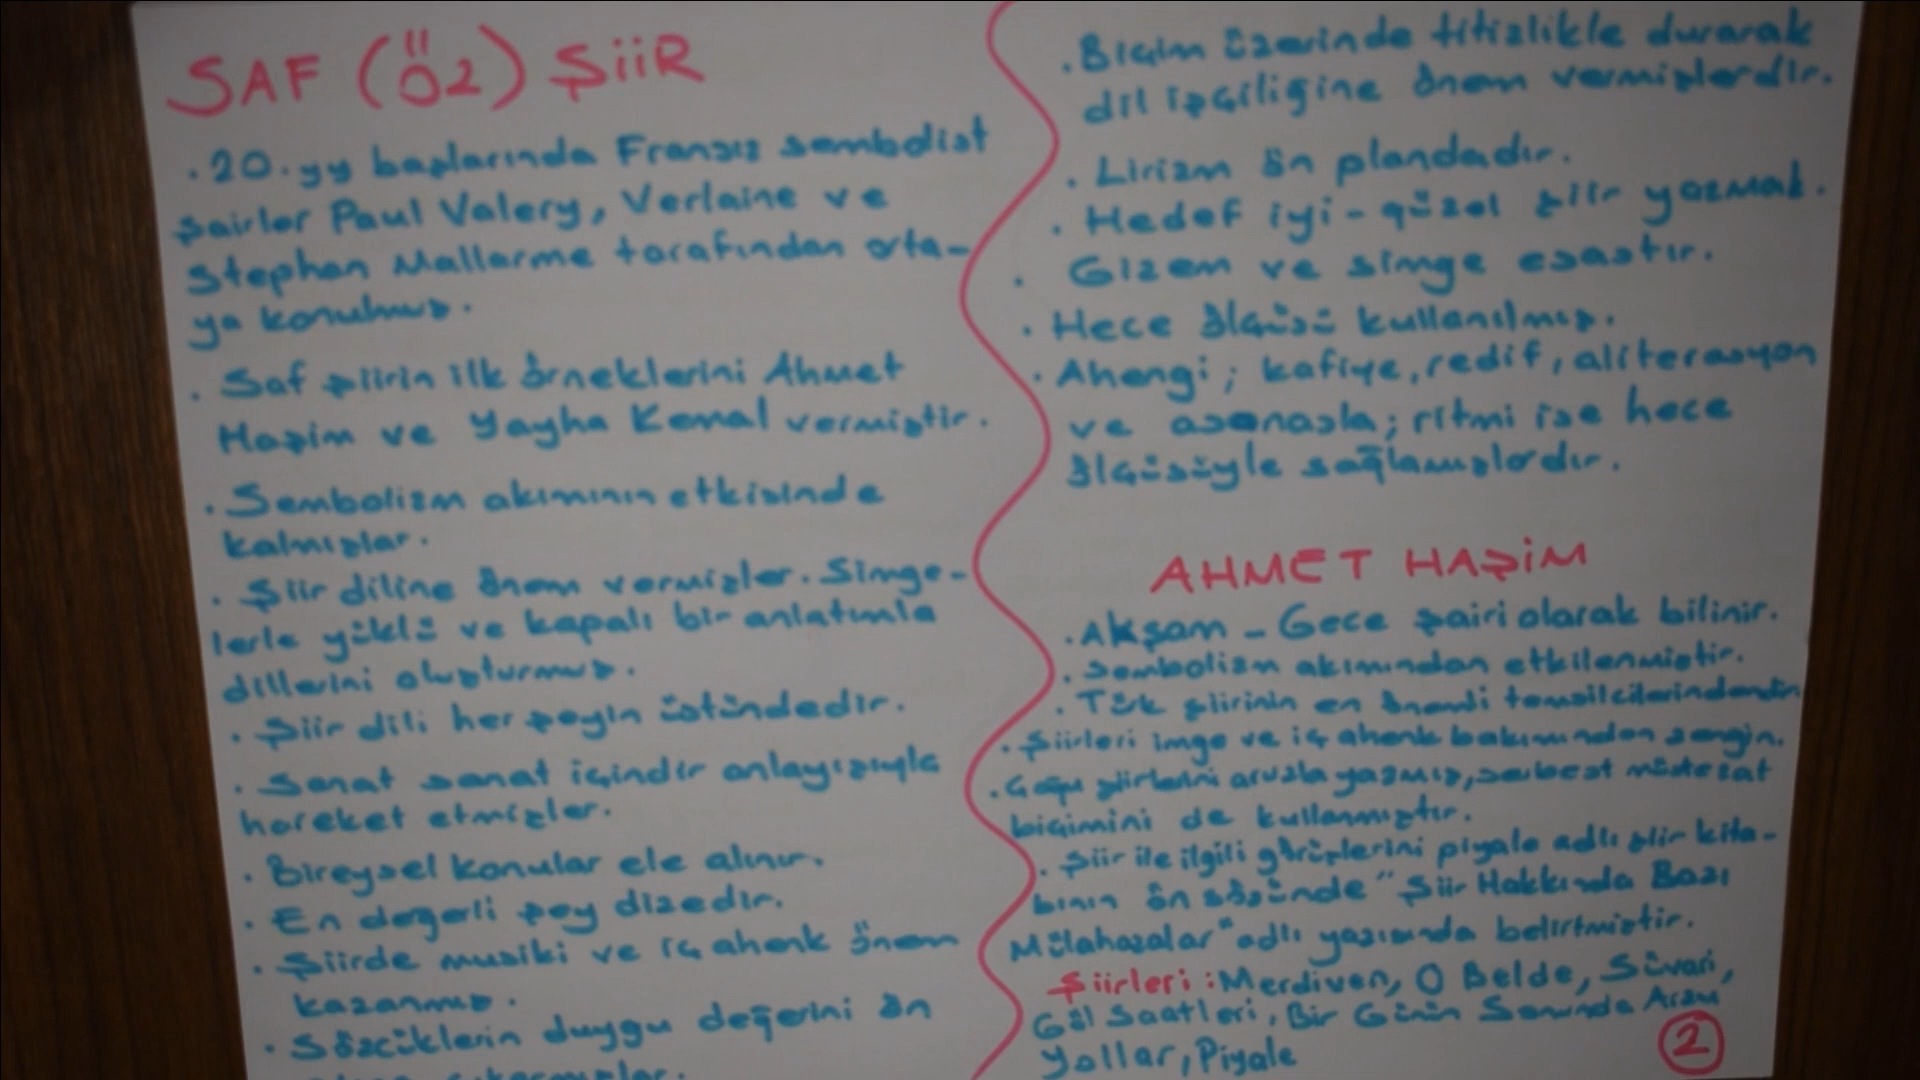 SAF (ÖZ) ŞİİR
. 20.yy başlarında Fransız sembolist
şairler Paul Valery, Verlaine ve
Stephan Mallarme tarafından orta-
ya konulmuş.
. Saf şiirin ilk örneklerini Ahmet
Haşim ve Yayha Kemal vermiştir.
. Sembolizm akımının etkisinde
kalmışlar.
. Şiir diline önem vermişler. Simge-
lerle yüklü ve kapalı bir anlatımla
dillerini oluşturmuş.
. Şiir dili her şeyin üstündedir.
. Sanat sanat içindir anlayışıyla
hareket etmişler.
. Bireysel konular ele alınır.
. En değerli şey dizedir.
. Şiirde musiki ve iç ahenk önem
kazanmış.
. Sözcüklerin duygu değerini ön
. Biçim üzerinde titizlikle durarak
dil işçiliğine önem vermişlerdir.
. Lirizm ön plandadır.
. Hedef iyi-güzel şiir yazmak.
. Gizem ve simge esastır.
. Hece ölçüsü kullanılmış.
. Ahengi; kafiye, redif, aliterasyon
ve asonasla; ritmi ise hece
ölçüsüyle sağlamışlardır.
AHMET HAŞİM
. Akşam - Gece şairi olarak bilinir.
. Sembolizm akımından etkilenmiştir.
. Türk şiirinin en önemli temsilcilerindendir.
. Şiirleri imge ve iç ahenk bakımından zengin.
. Çoğu şiirlerini aruzla yazmış, serbest müstezat
biçimini de kullanmıştır.
. Şiir ile ilgili görüşlerini piyale adlı şiir kita-
bının ön sözünde "Şiir Hakkında Bazı
Mülahazalar" adlı yazısında belirtmiştir.
Şiirleri: Merdiven, O Belde, Süvari,
Göl Saatleri, Bir Günün Sonunda Arzu
Yollar, Piyale
2